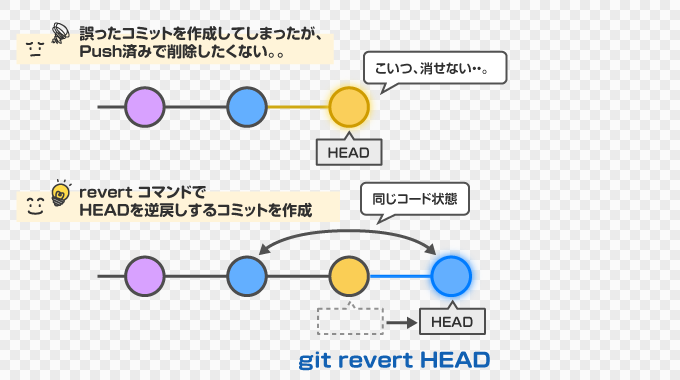 誤ったコミットを作成してしまったが、
Push済みで削除したくない。。
こいつ、消せない・・。
HEAD
revert コマンドで
HEADを逆戻しするコミットを作成
同じコード状態
HEAD
git revert HEAD